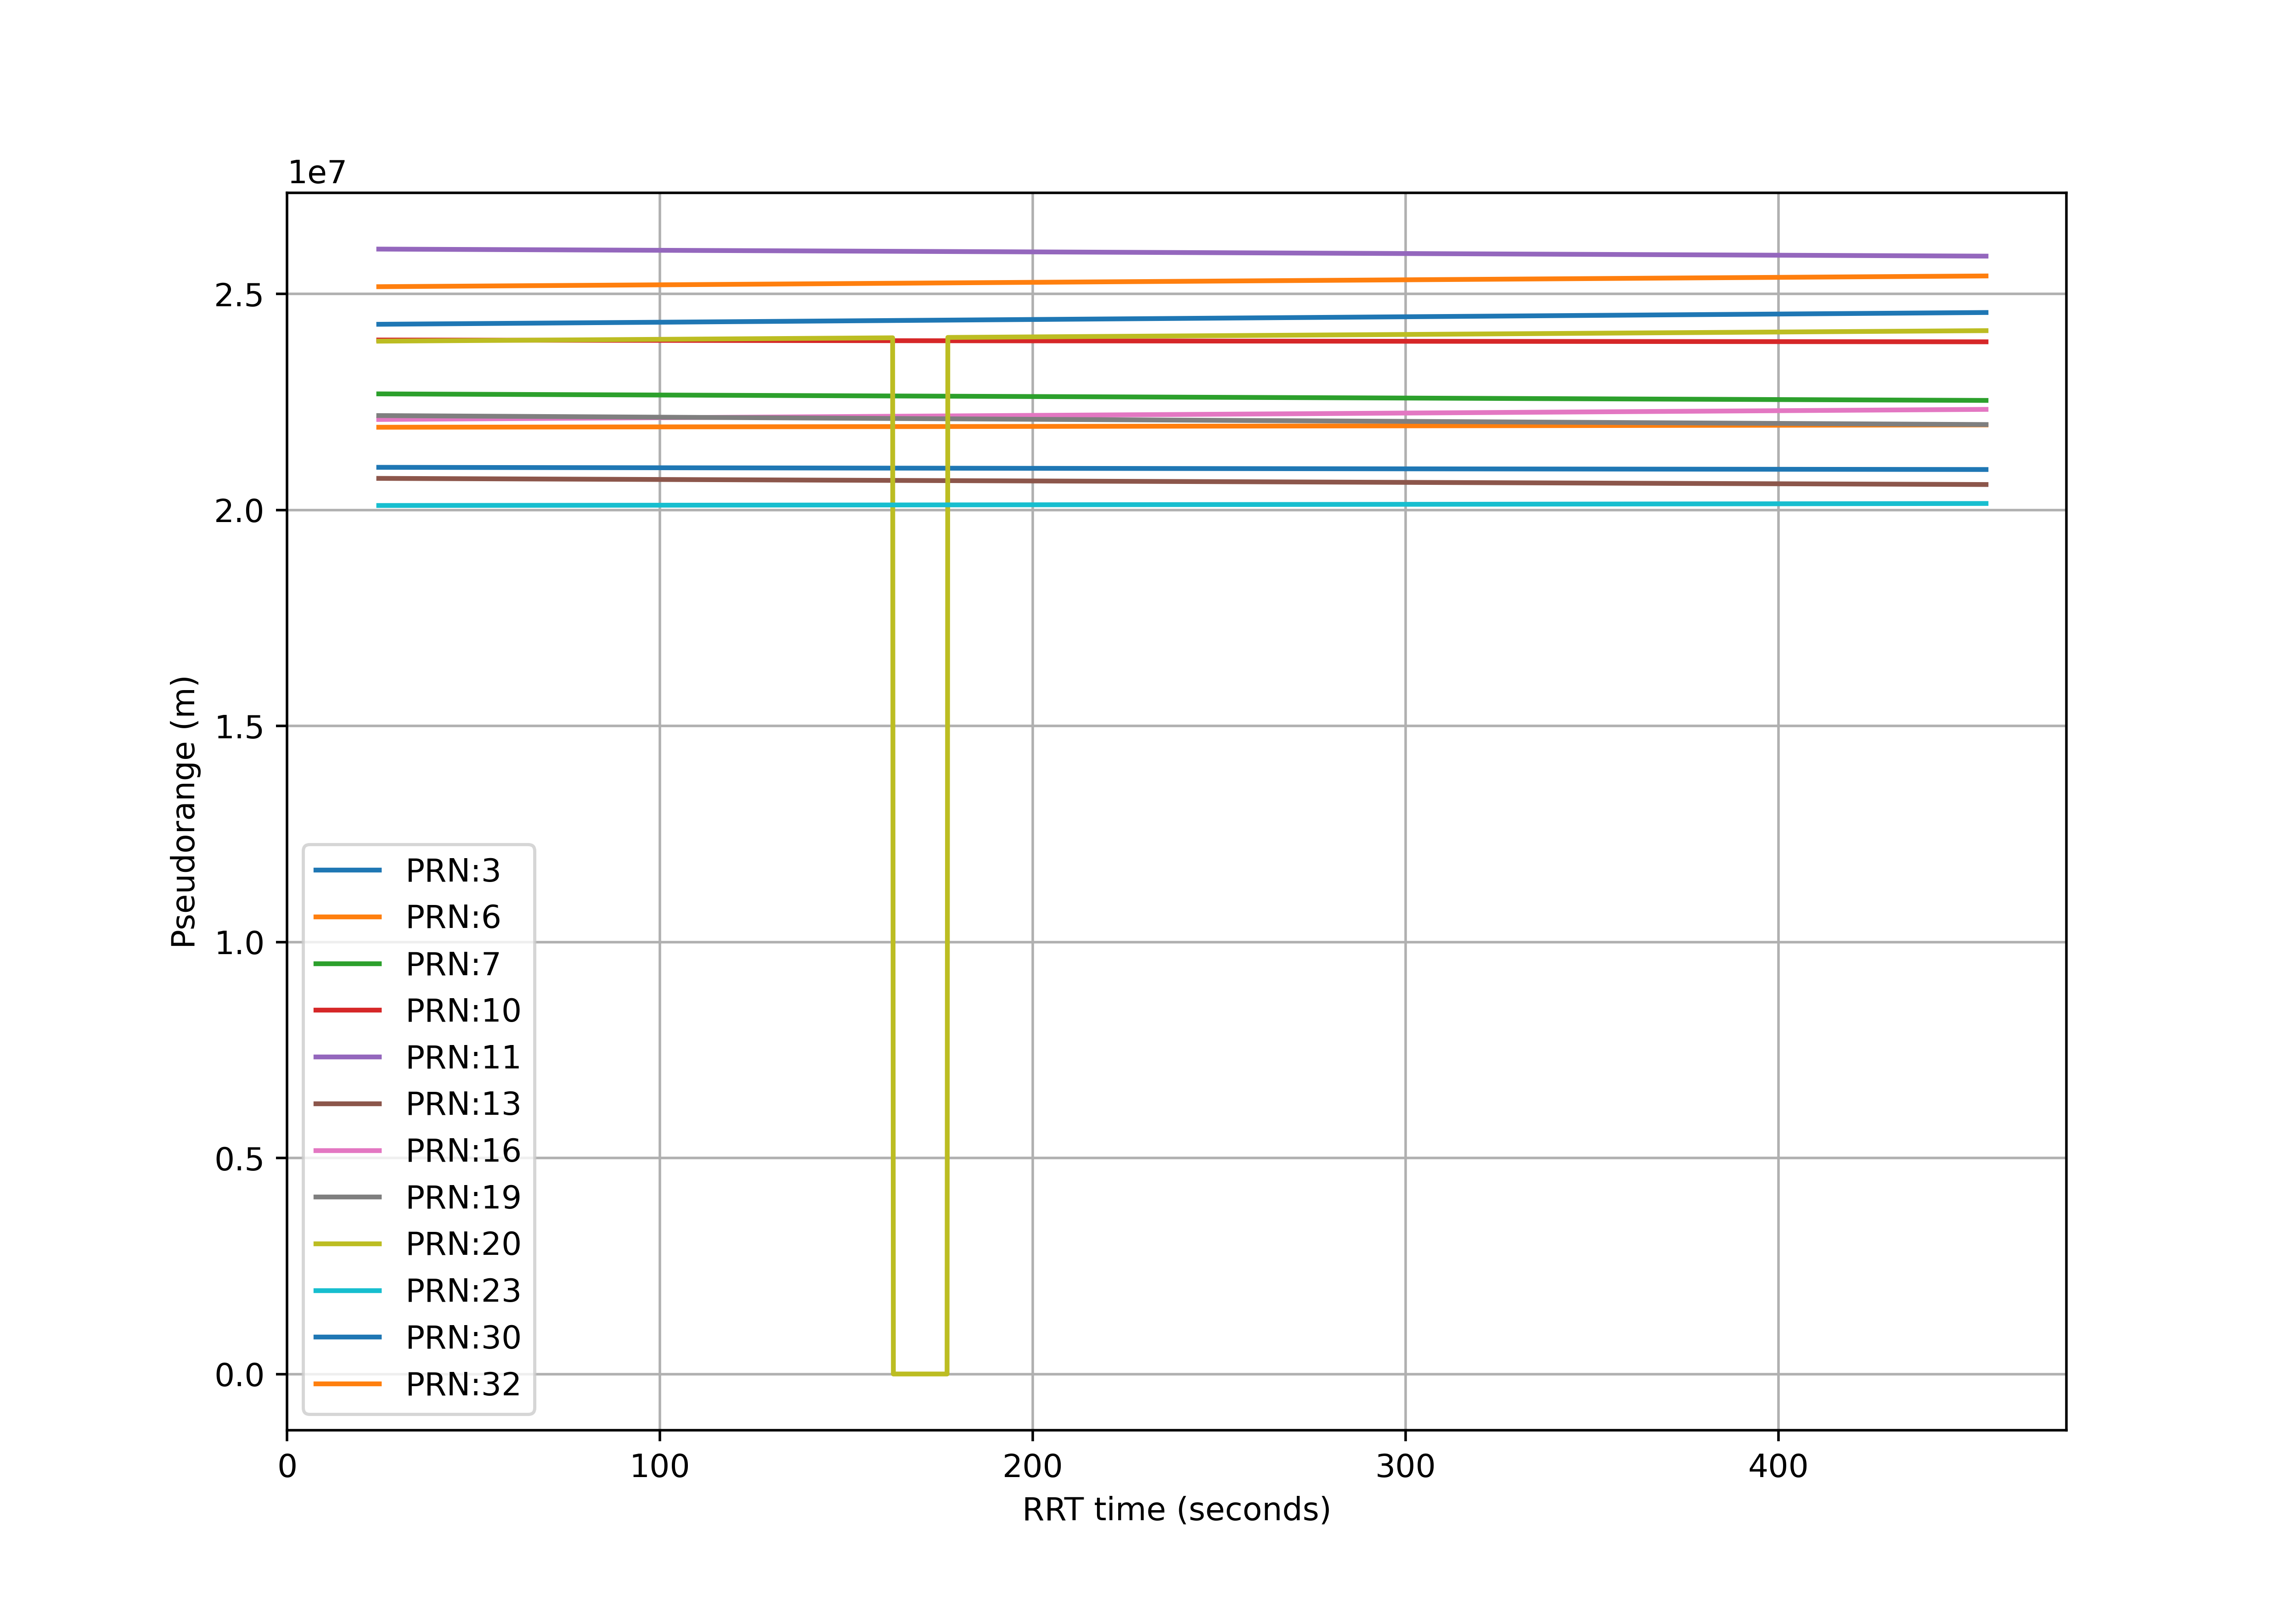 1e7
2.5
2.0
1.5
1.0
0.5
0.0
Pseudorange (m)
PRN:3
PRN:6
PRN:7
PRN:10
PRN:11
PRN:13
PRN:16
PRN:19
PRN:20
PRN:23
PRN:30
PRN:32
0 100 200 300 400
RRT time (seconds)